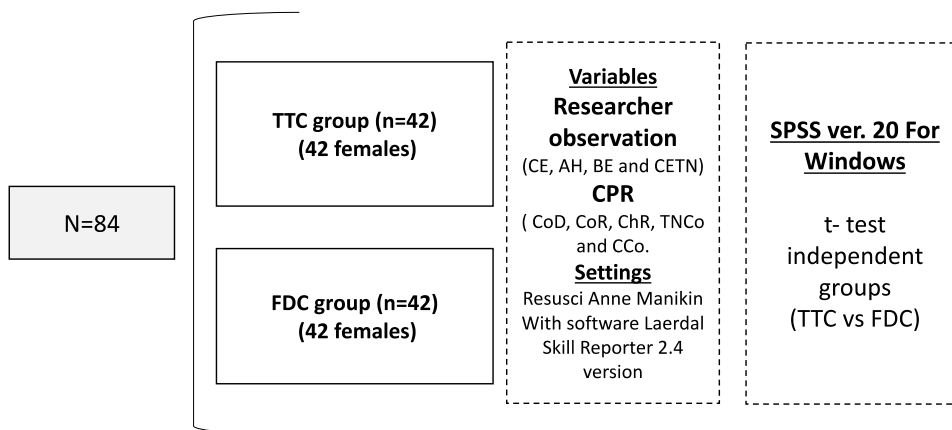 N=84
TTC group (n=42)
(42 females)
FDC group (n=42)
(42 females)
Variables
Researcher
observation
(CE, AH, BE and CETN)
CPR
( CoD, CoR, ChR, TNCo
and CCo.
Settings
Resusci Anne Manikin
With software Laerdal
Skill Reporter 2.4
version
SPSS ver. 20 For
Windows
t- test
independent
groups
(TTC vs FDC)